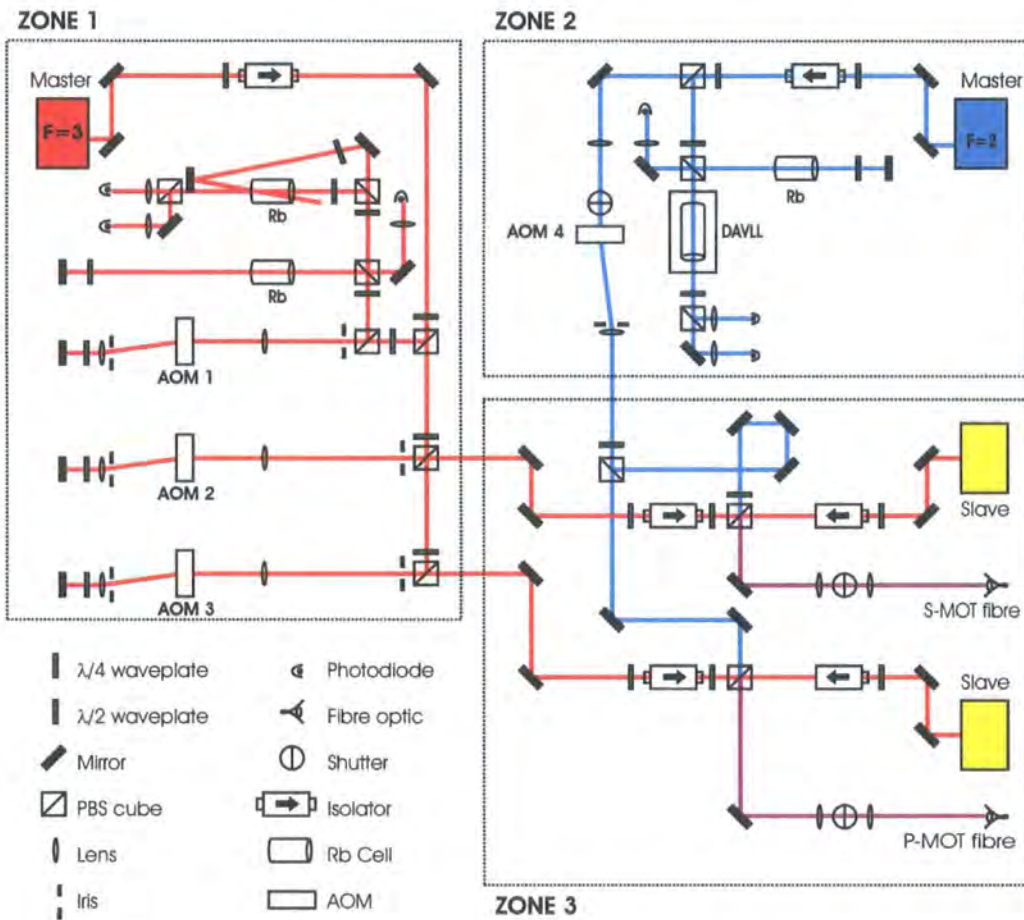 ZONE 1
Master
F=3
Rb
Rb
AOM 1
AOM 2
AOM 3
ZONE 2
Master
F=2
Rb
AOM 4
DAVLL
Slave
S-MOT fibre
Slave
P-MOT fibre
ZONE 3
λ/4 waveplate
λ/2 waveplate
Mirror
PBS cube
Lens
Iris
Photodiode
Fibre optic
Shutter
Isolator
Rb Cell
AOM